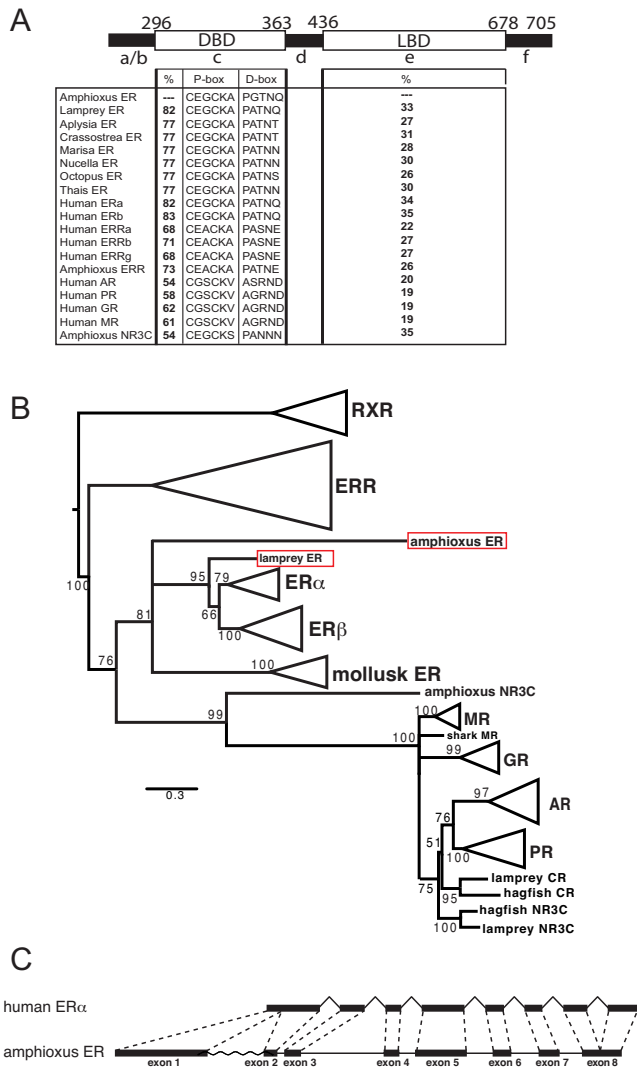 A
296 363 436 678 705
DBD LBD
a/b c d e f
% P-box D-box %
Amphioxus ER --- CEGCKA PGTNQ ---
Lamprey ER 82 CEGCKA PATNQ 33
Aplysia ER 77 CEGCKA PATNT 27
Crassostrea ER 77 CEGCKA PATNT 31
Marisa ER 77 CEGCKA PATNN 28
Nucella ER 77 CEGCKA PATNN 30
Octopus ER 77 CEGCKA PATNS 26
Thais ER 77 CEGCKA PATNN 30
Human ERa 82 CEGCKA PATNQ 34
Human ERb 83 CEGCKA PATNQ 35
Human ERRa 68 CEACKA PASNE 22
Human ERRb 71 CEACKA PASNE 27
Human ERRg 68 CEACKA PASNE 27
Amphioxus ERR 73 CEACKA PATNE 26
Human AR 54 CGSCKV ASRND 20
Human PR 58 CGSCKV AGRND 19
Human GR 62 CGSCKV AGRND 19
Human MR 61 CGSCKV AGRND 19
Amphioxus NR3C 54 CEGCKS PANNN 35
B
RXR
ERR
amphioxus ER
lamprey ER
95 79 ERα
100
81 66
100 ERβ
76 100 mollusk ER
amphioxus NR3C
99 100 MR
100 shark MR
99 GR
97 AR
76
51 100 PR
75 lamprey CR
95 hagfish CR
hagfish NR3C
100 lamprey NR3C
0.3
C
human ERα
amphioxus ER
exon 1 exon 2 exon 3 exon 4 exon 5 exon 6 exon 7 exon 8